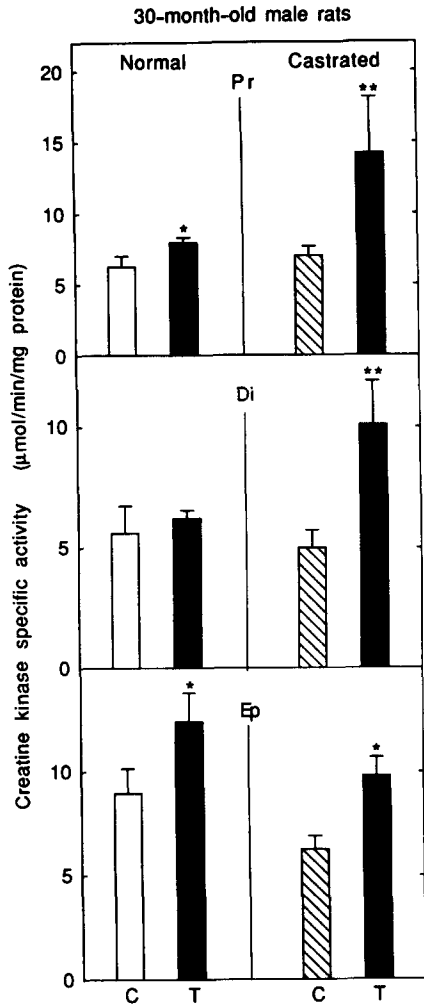 30-month-old male rats
Creatine kinase specific activity (μmol/min/mg protein)
Normal Castrated
Pr
20
15
10
5
0
* **
Di
10
5
0
**
Ep
10
5
0
* *
C T C T